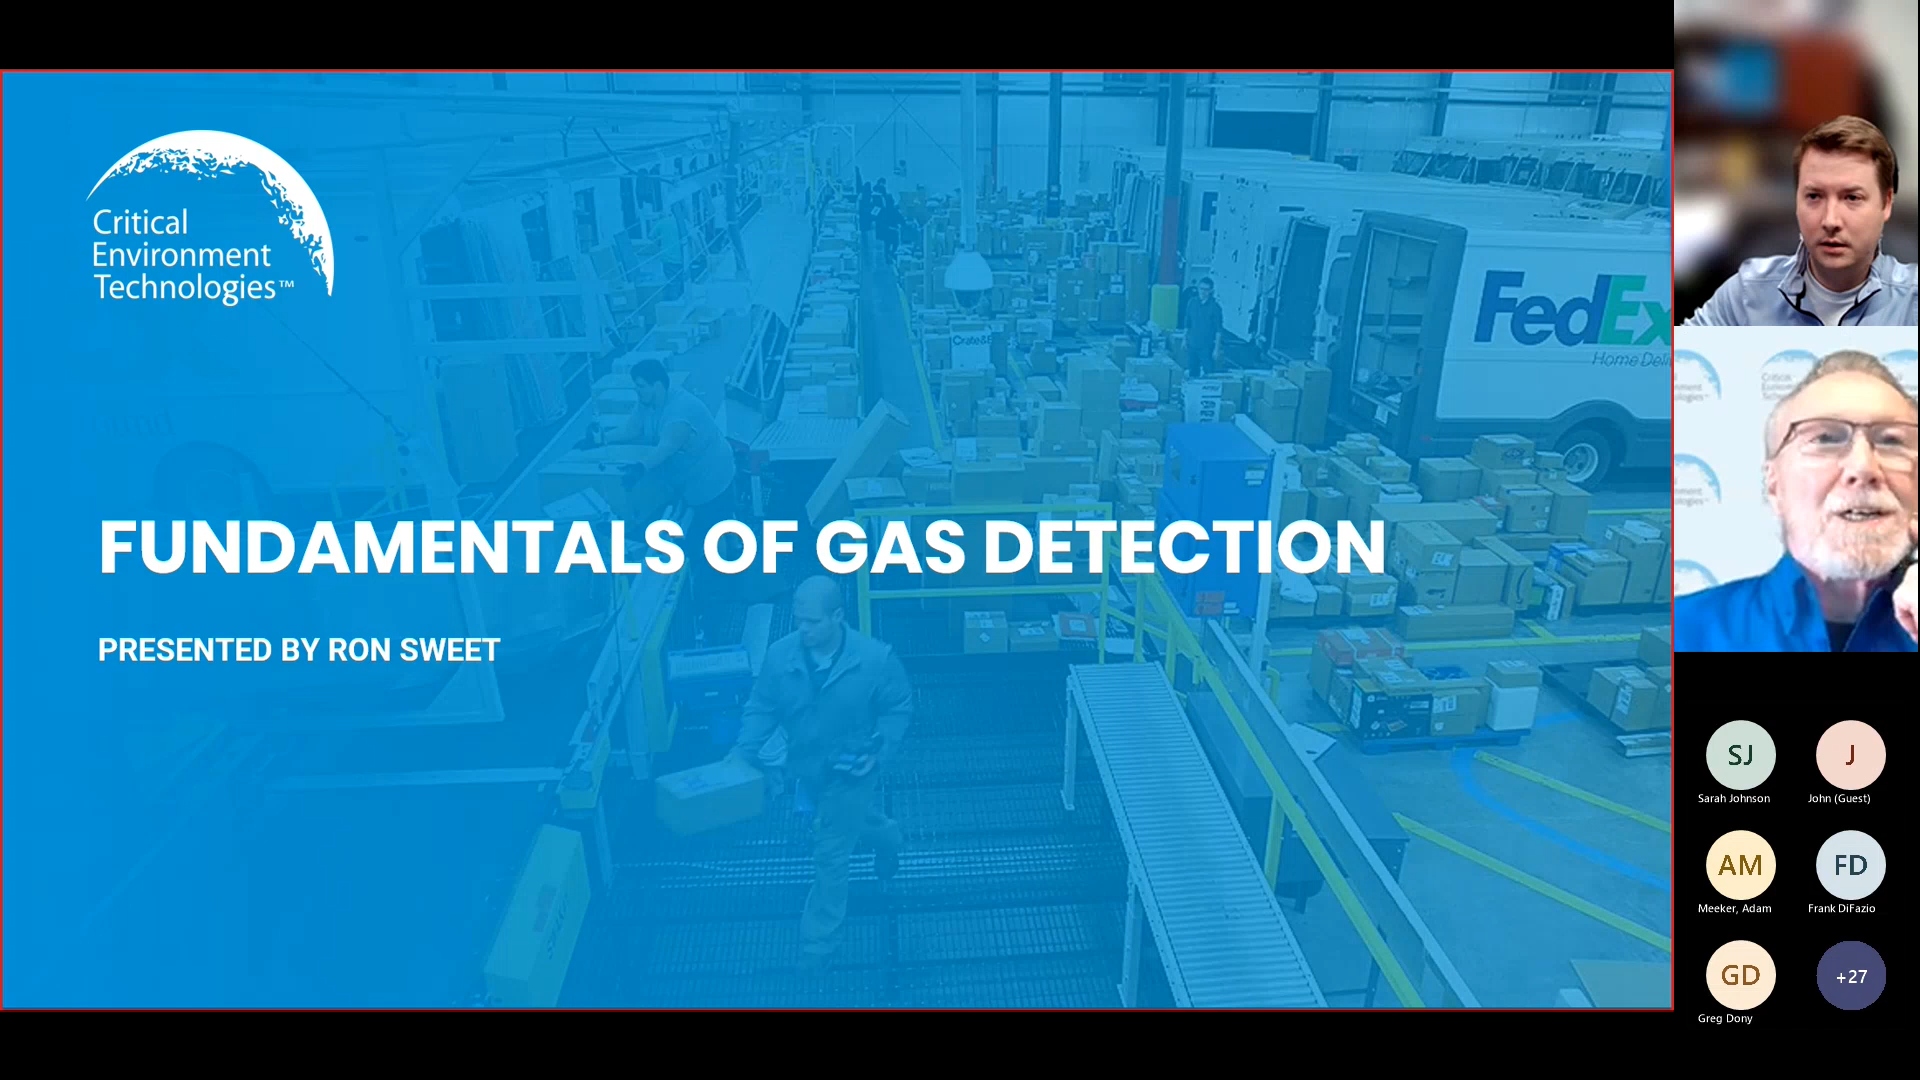 Critical
Environment
Technologies™
FedEx
Home Deli
FUNDAMENTALS OF GAS DETECTION
PRESENTED BY RON SWEET
Critical
SJ
Sarah Johnson
J
John (Guest)
AM
Meeker, Adam
FD
Frank DiFazio
GD
Greg Dony
+27